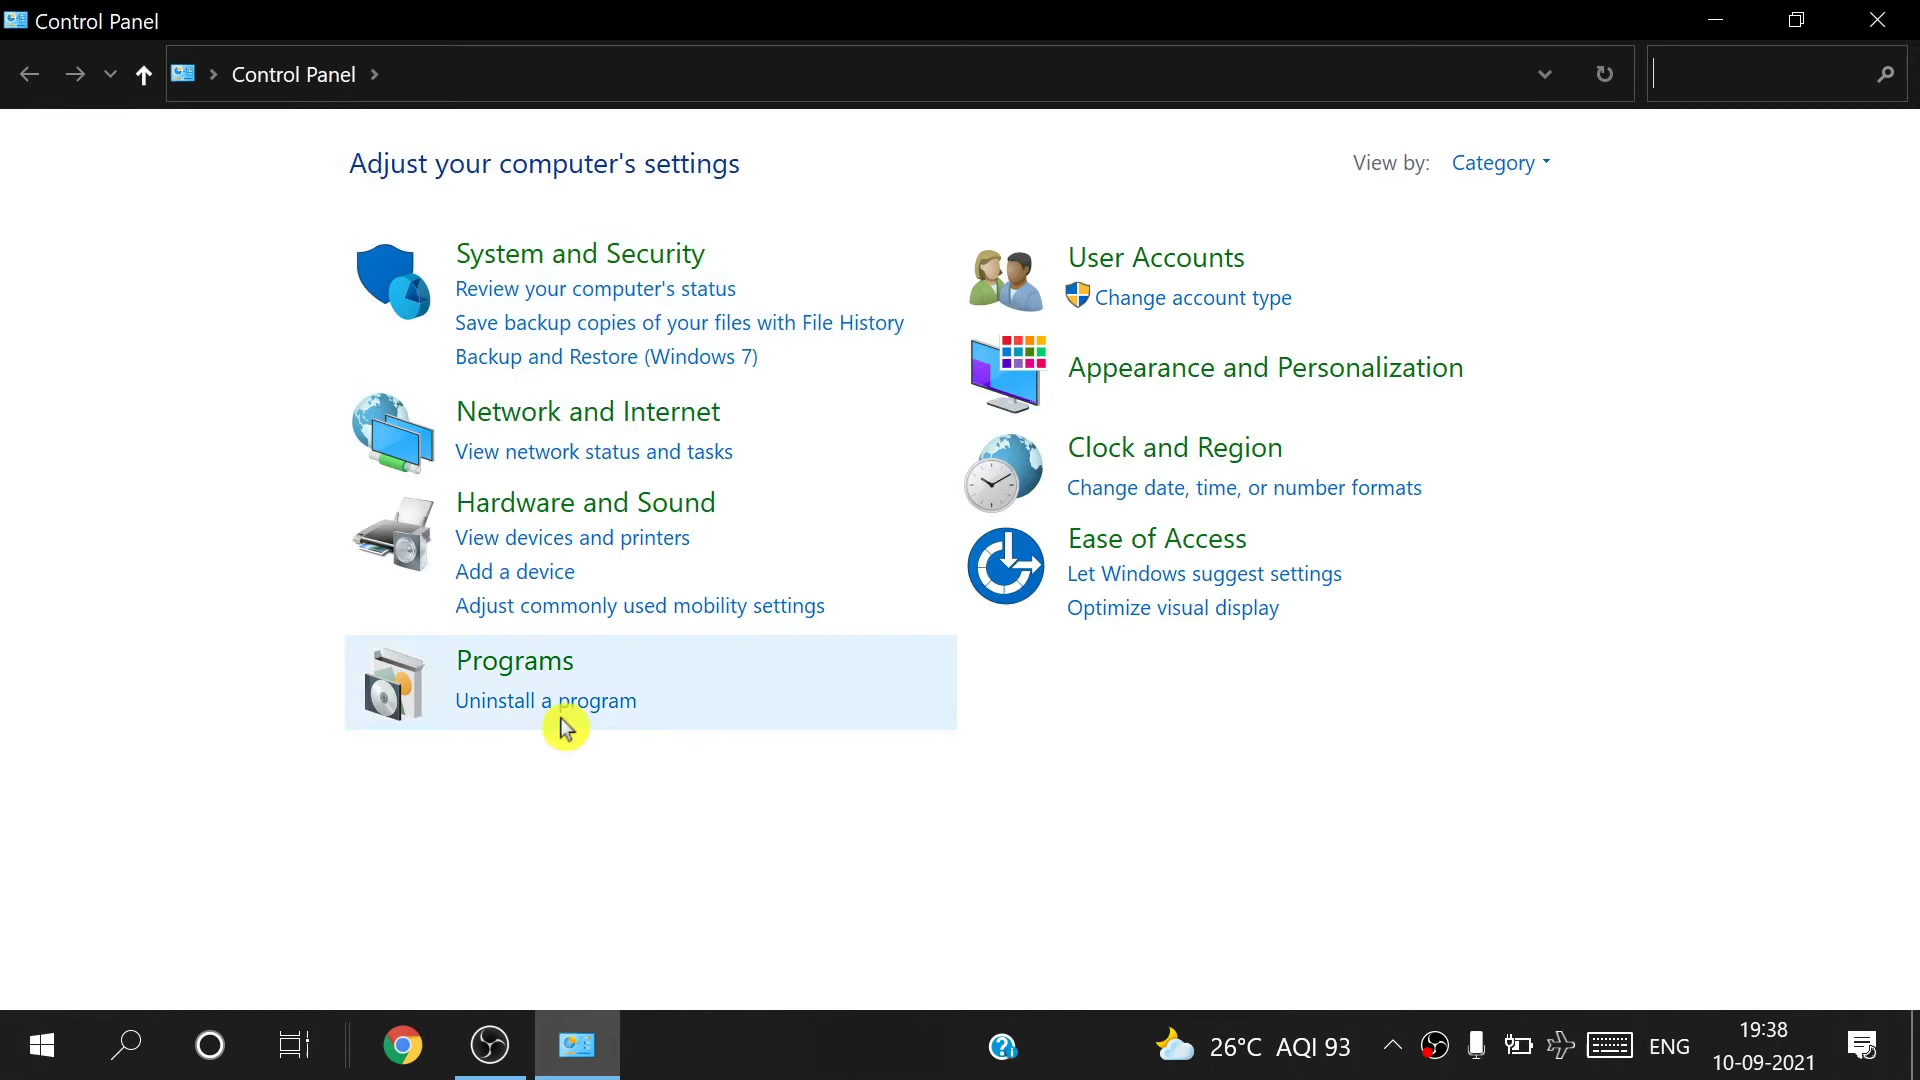 Control Panel
Control Panel
Adjust your computer's settings
View by: Category
System and Security
Review your computer's status
Save backup copies of your files with File History
Backup and Restore (Windows 7)
Network and Internet
View network status and tasks
Hardware and Sound
View devices and printers
Add a device
Adjust commonly used mobility settings
Programs
Uninstall a program
User Accounts
Change account type
Appearance and Personalization
Clock and Region
Change date, time, or number formats
Ease of Access
Let Windows suggest settings
Optimize visual display
26°C AQI 93
ENG
19:38
10-09-2021